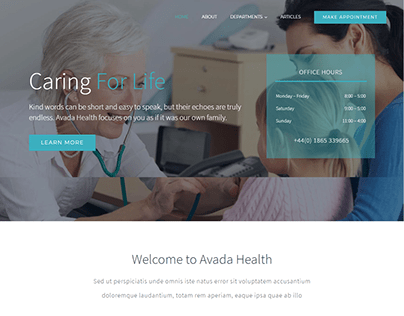 HOME ABOUT DEPARTMENTS ARTICLES MAKE APPOINTMENT
Caring For Life
Kind words can be short and easy to speak, but their echoes are truly
endless. Avada Health focuses on you as if it was our own family.
LEARN MORE
OFFICE HOURS
Monday – Friday 8:00 – 5:00
Saturday 9:00 – 5:00
Sunday 11:00 – 4:00
+44(0) 1865 339665
Welcome to Avada Health
Sed ut perspiciatis unde omnis iste natus error sit voluptatem accusantium
doloremque laudantium, totam rem aperiam, eaque ipsa quae ab illo